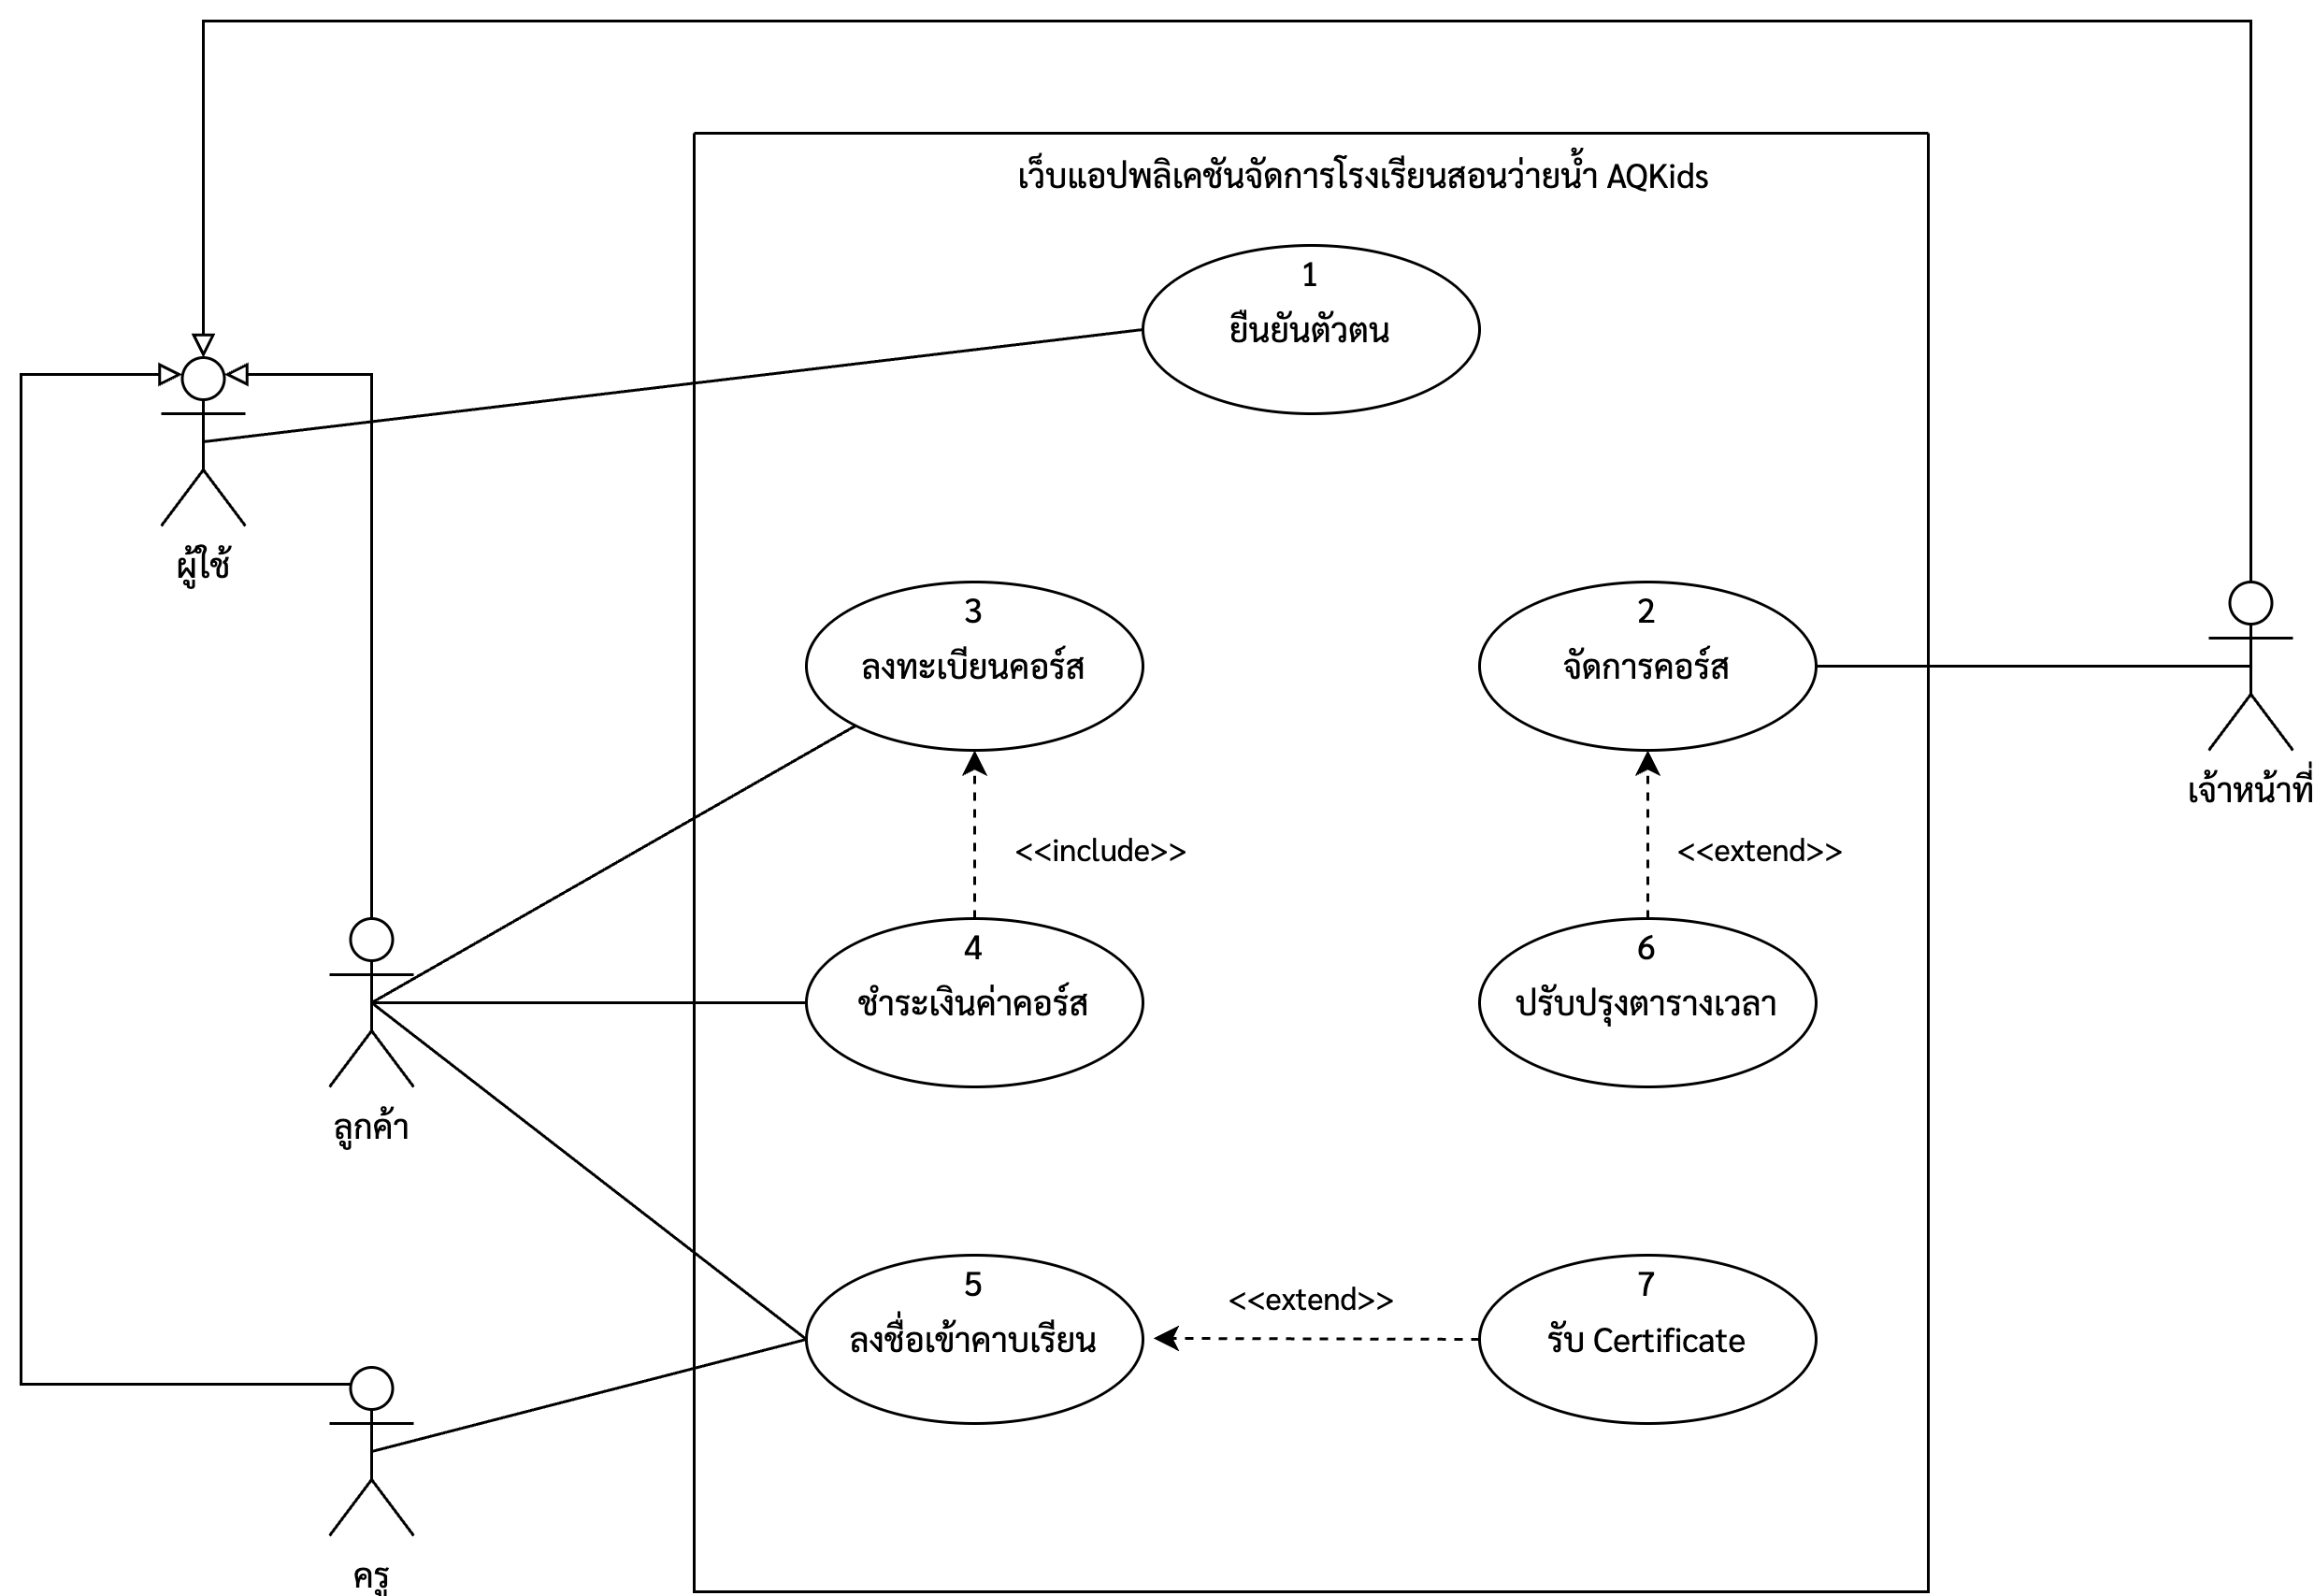 เว็บแอปพลิเคชันจัดการโรงเรียนสอนว่ายน้ำ AQKids
1
ยืนยันตัวตน
ผู้ใช้
3
ลงทะเบียนคอร์ส
2
จัดการคอร์ส
เจ้าหน้าที่
<<include>>
<<extend>>
4
ชำระเงินค่าคอร์ส
6
ปรับปรุงตารางเวลา
ลูกค้า
5
ลงชื่อเข้าคาบเรียน
<<extend>>
7
รับ Certificate
ครู